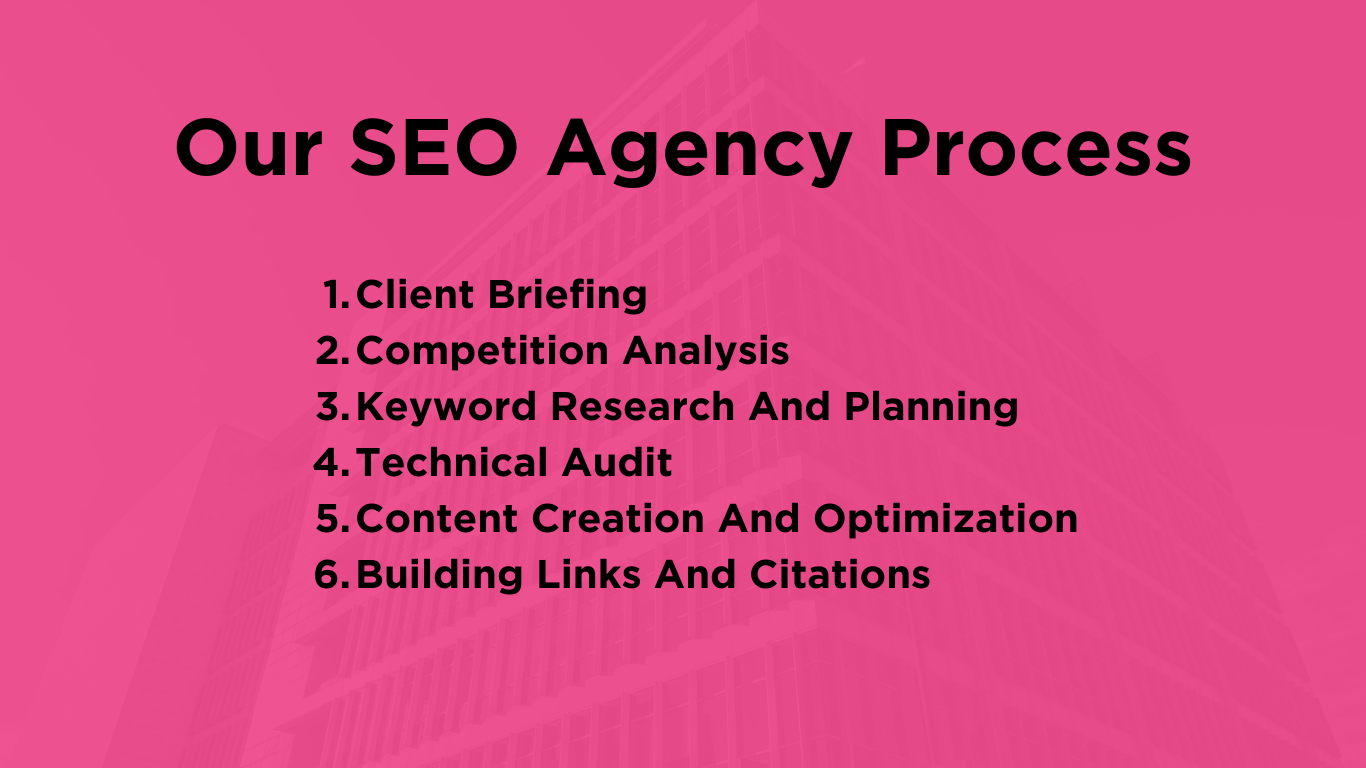 Our SEO Agency Process
1. Client Briefing
2. Competition Analysis
3. Keyword Research And Planning
4. Technical Audit
5. Content Creation And Optimization
6. Building Links And Citations